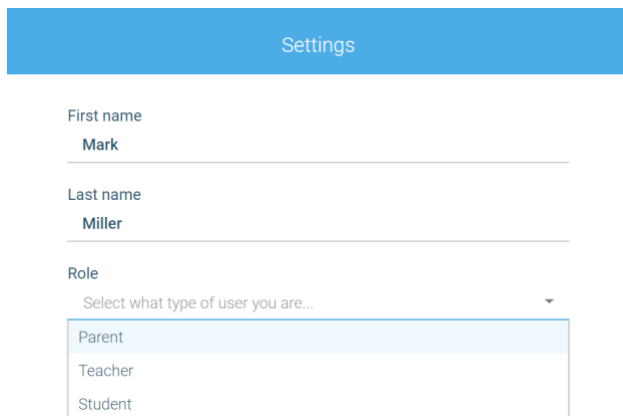 Settings
First name
Mark
Last name
Miller
Role
Select what type of user you are...
Parent
Teacher
Student